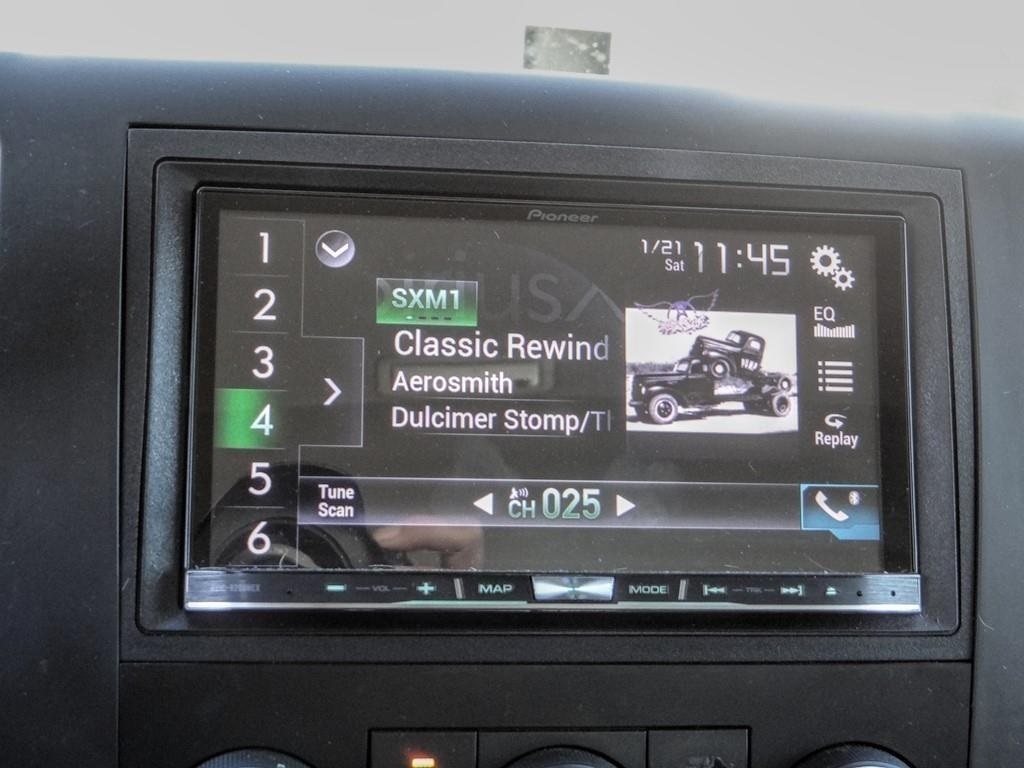 Pioneer
1
2
3
4
5
6
1/21
Sat
11:45
SXM1
Classic Rewind
Aerosmith
Dulcimer Stomp/Tl
EQ
Replay
Tune
Scan
CH 025
VOL
MAP
MODE
TRK